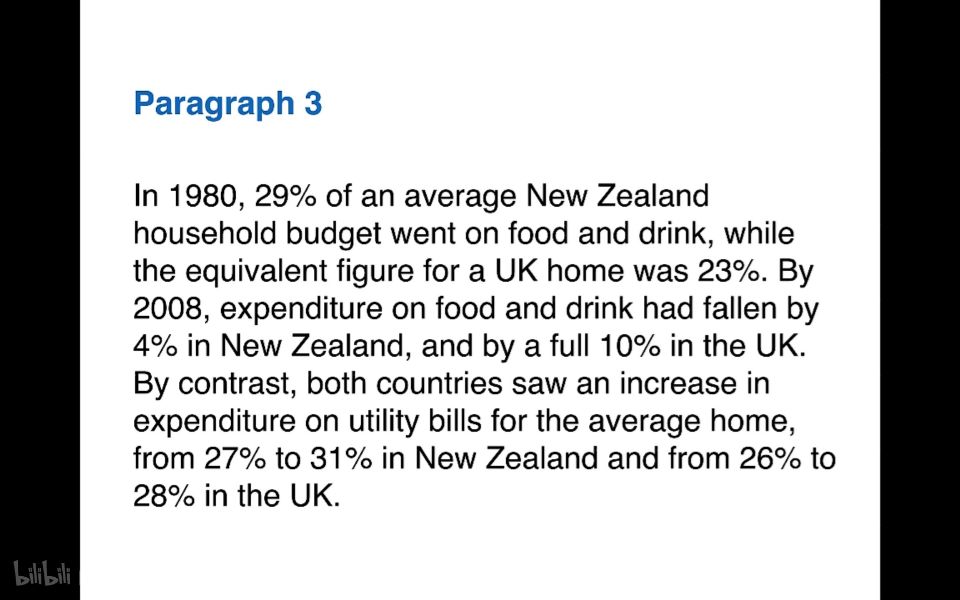 Paragraph 3
In 1980, 29% of an average New Zealand
household budget went on food and drink, while
the equivalent figure for a UK home was 23%. By
2008, expenditure on food and drink had fallen by
4% in New Zealand, and by a full 10% in the UK.
By contrast, both countries saw an increase in
expenditure on utility bills for the average home,
from 27% to 31% in New Zealand and from 26% to
28% in the UK.
bilibili